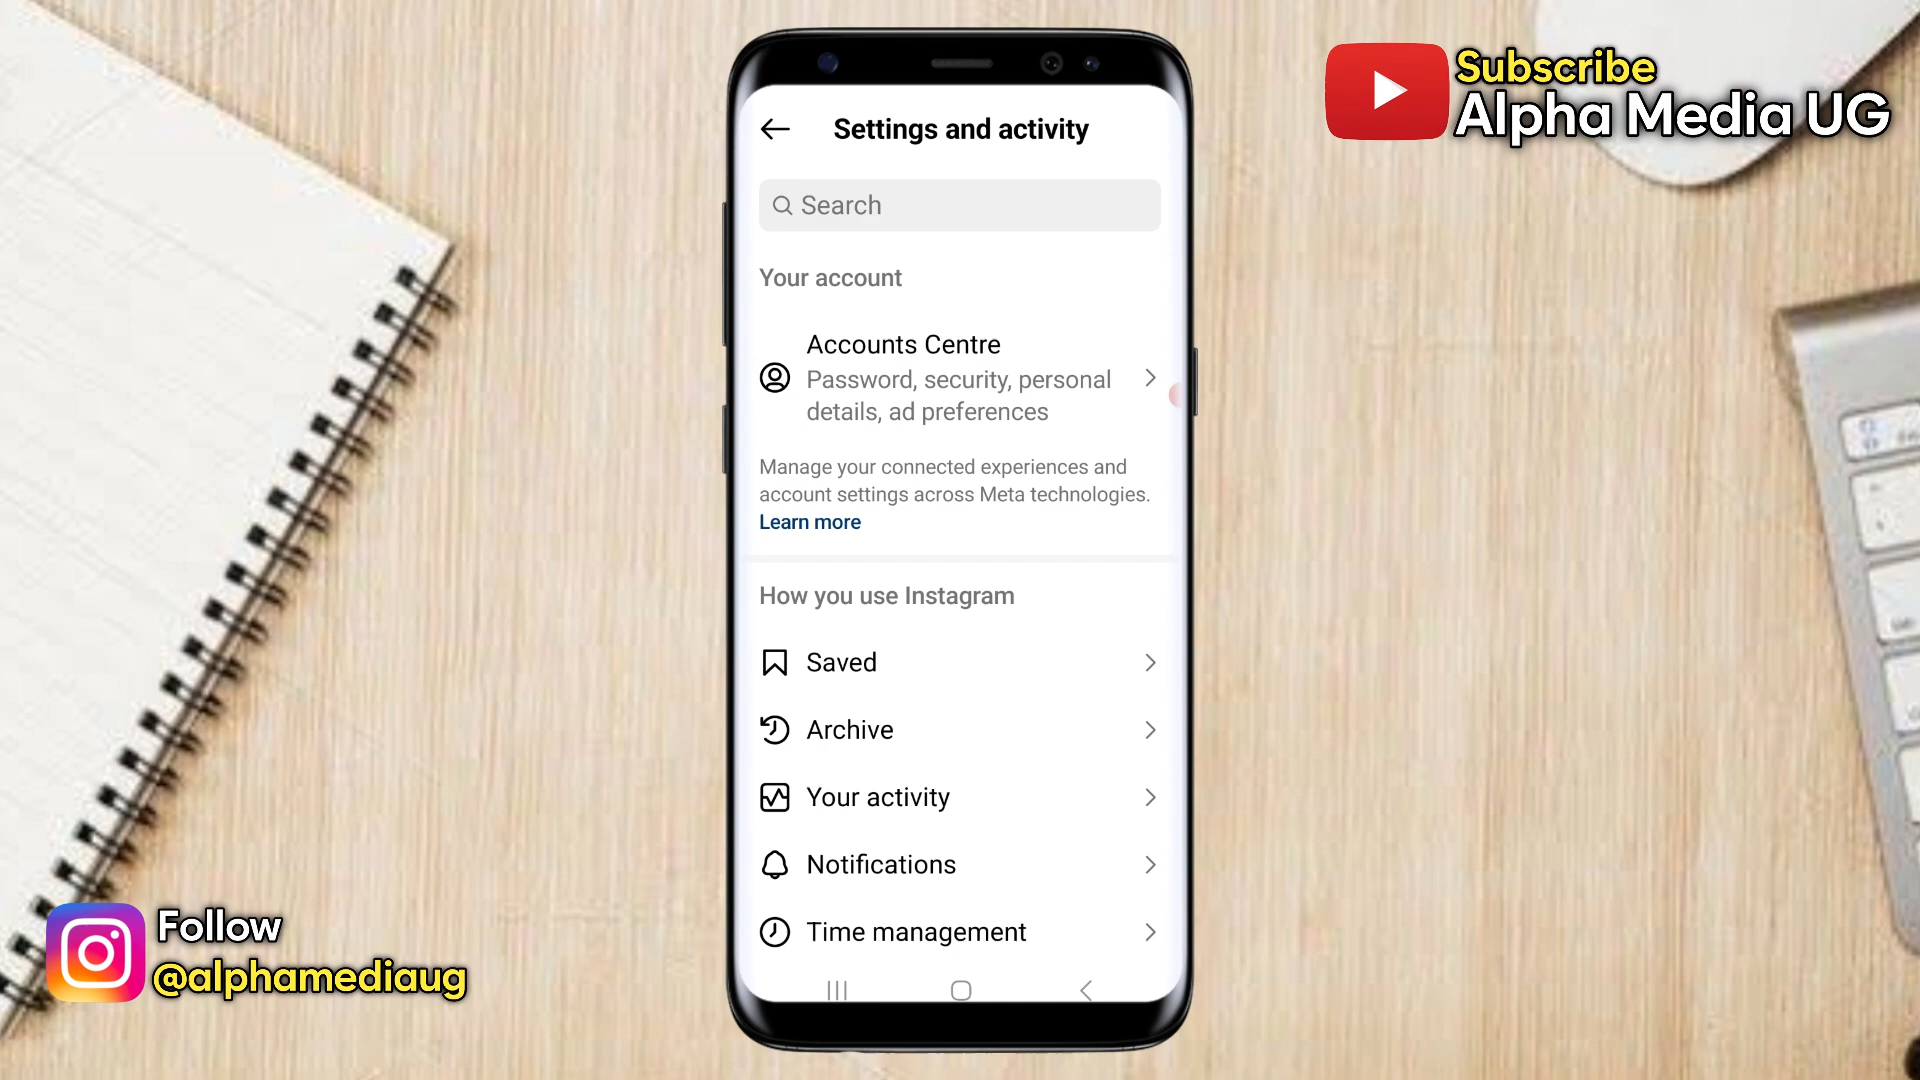 Subscribe
Alpha Media UG
Settings and activity
Search
Your account
Accounts Centre
Password, security, personal
details, ad preferences
Manage your connected experiences and
account settings across Meta technologies.
Learn more
How you use Instagram
Saved
Archive
Your activity
Notifications
Time management
Follow
@alphamediaug